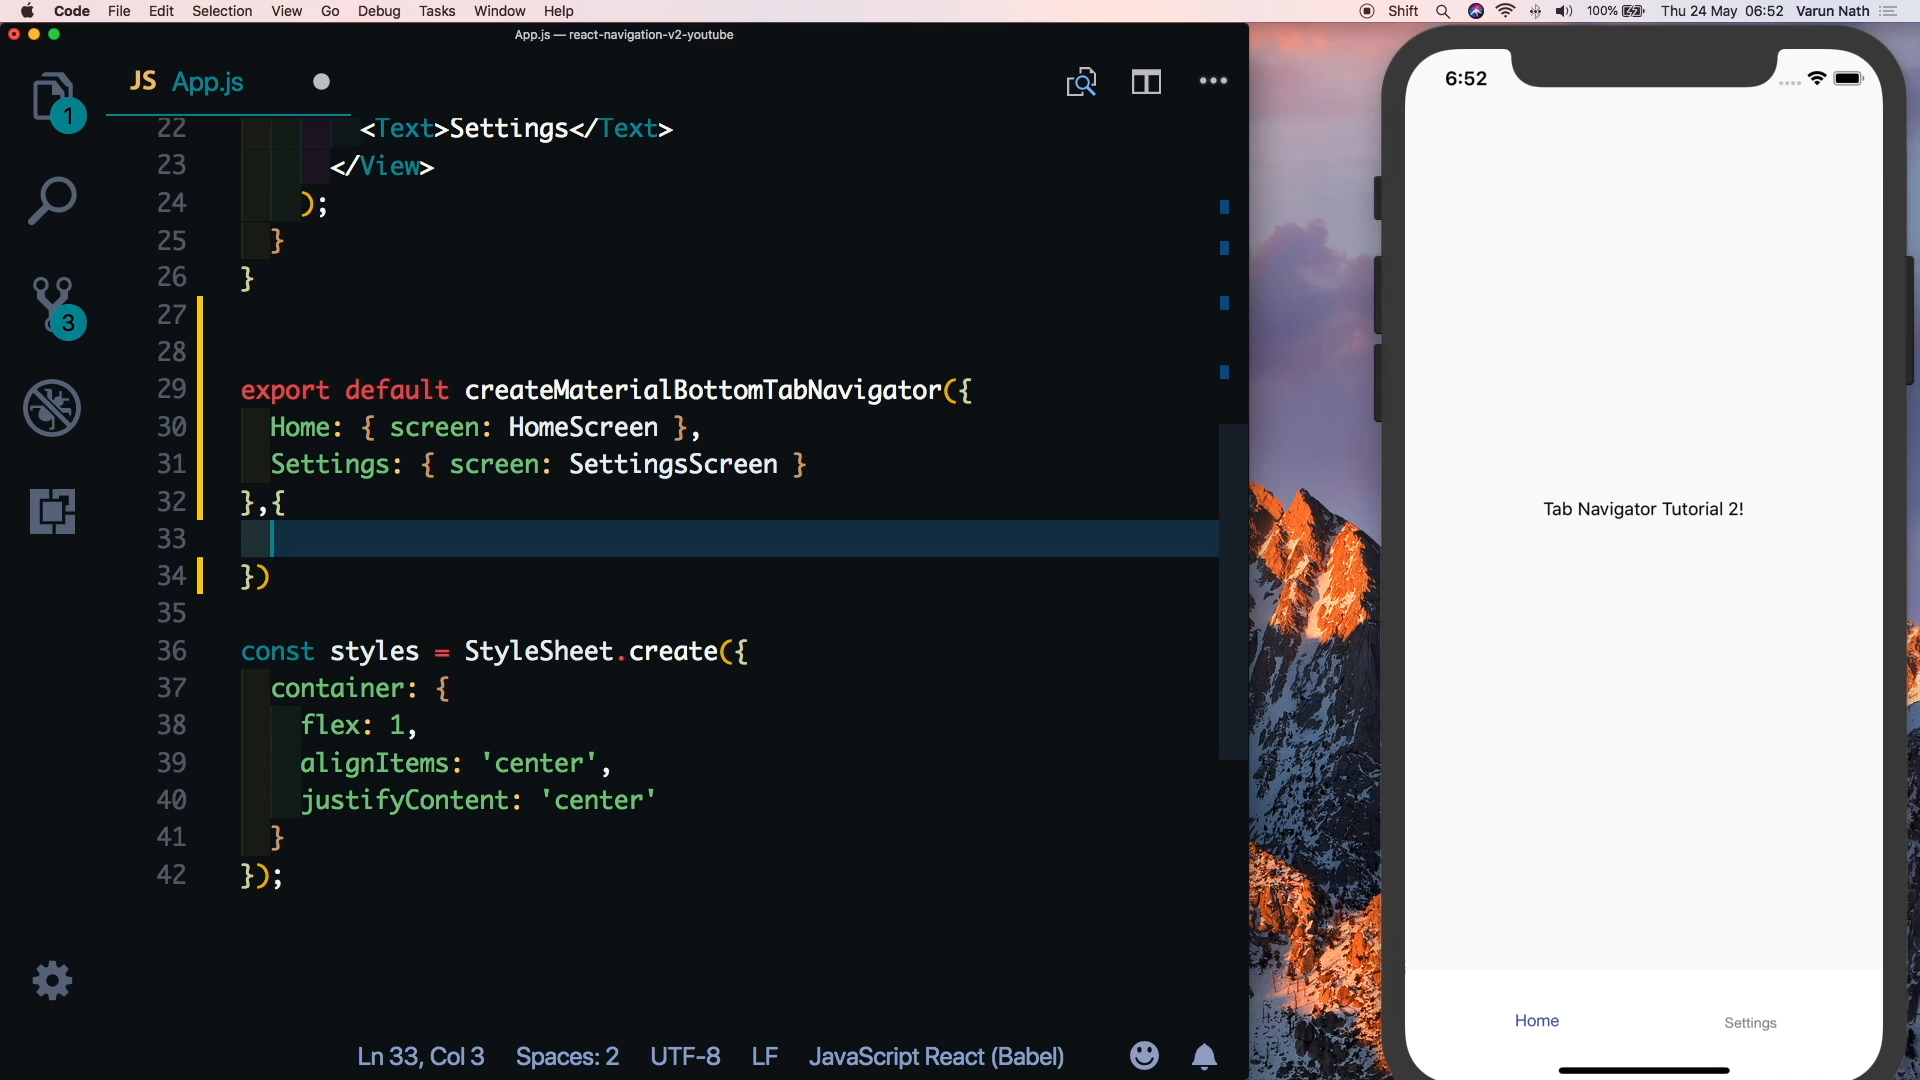 Code File Edit Selection View Go Debug Tasks Window Help
Shift 100% Thu 24 May 06:52 Varun Nath
App.js — react-navigation-v2-youtube
JS App.js
1
3
22 <Text>Settings</Text>
23 </View>
24 );
25 }
26 }
27
28
29 export default createMaterialBottomTabNavigator({
30 Home: { screen: HomeScreen },
31 Settings: { screen: SettingsScreen }
32 },{
33
34 })
35
36 const styles = StyleSheet.create({
37 container: {
38 flex: 1,
39 alignItems: 'center',
40 justifyContent: 'center'
41 }
42 });
Ln 33, Col 3 Spaces: 2 UTF-8 LF JavaScript React (Babel)
6:52
Tab Navigator Tutorial 2!
Home Settings